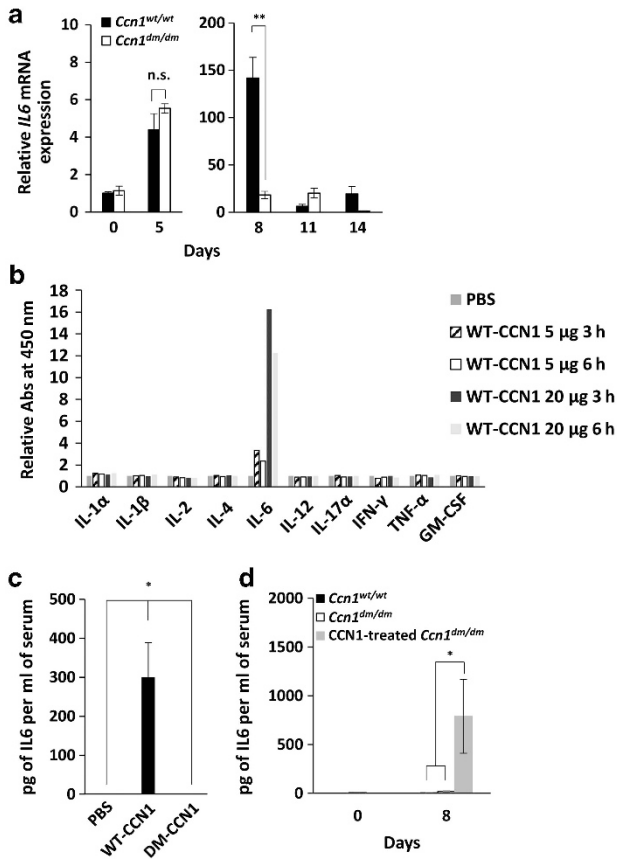 a
Ccn1wt/wt
Ccn1dm/dm
Relative IL6 mRNA
expression
10
8
6
4
2
0
n.s.
0 5
200
150
100
50
0
**
8 11 14
Days
b
Relative Abs at 450 nm
18
16
14
12
10
8
6
4
2
0
IL-1α
IL-1β
IL-2
IL-4
IL-6
IL-12
IL-17α
IFN-γ
TNF-α
GM-CSF
PBS
WT-CCN1 5 µg 3 h
WT-CCN1 5 µg 6 h
WT-CCN1 20 µg 3 h
WT-CCN1 20 µg 6 h
c
pg of IL6 per ml of serum
500
400
300
200
100
0
*
PBS
WT-CCN1
DM-CCN1
d
pg of IL6 per ml of serum
2000
1500
1000
500
0
Ccn1wt/wt
Ccn1dm/dm
CCN1-treated Ccn1dm/dm
*
0 8
Days